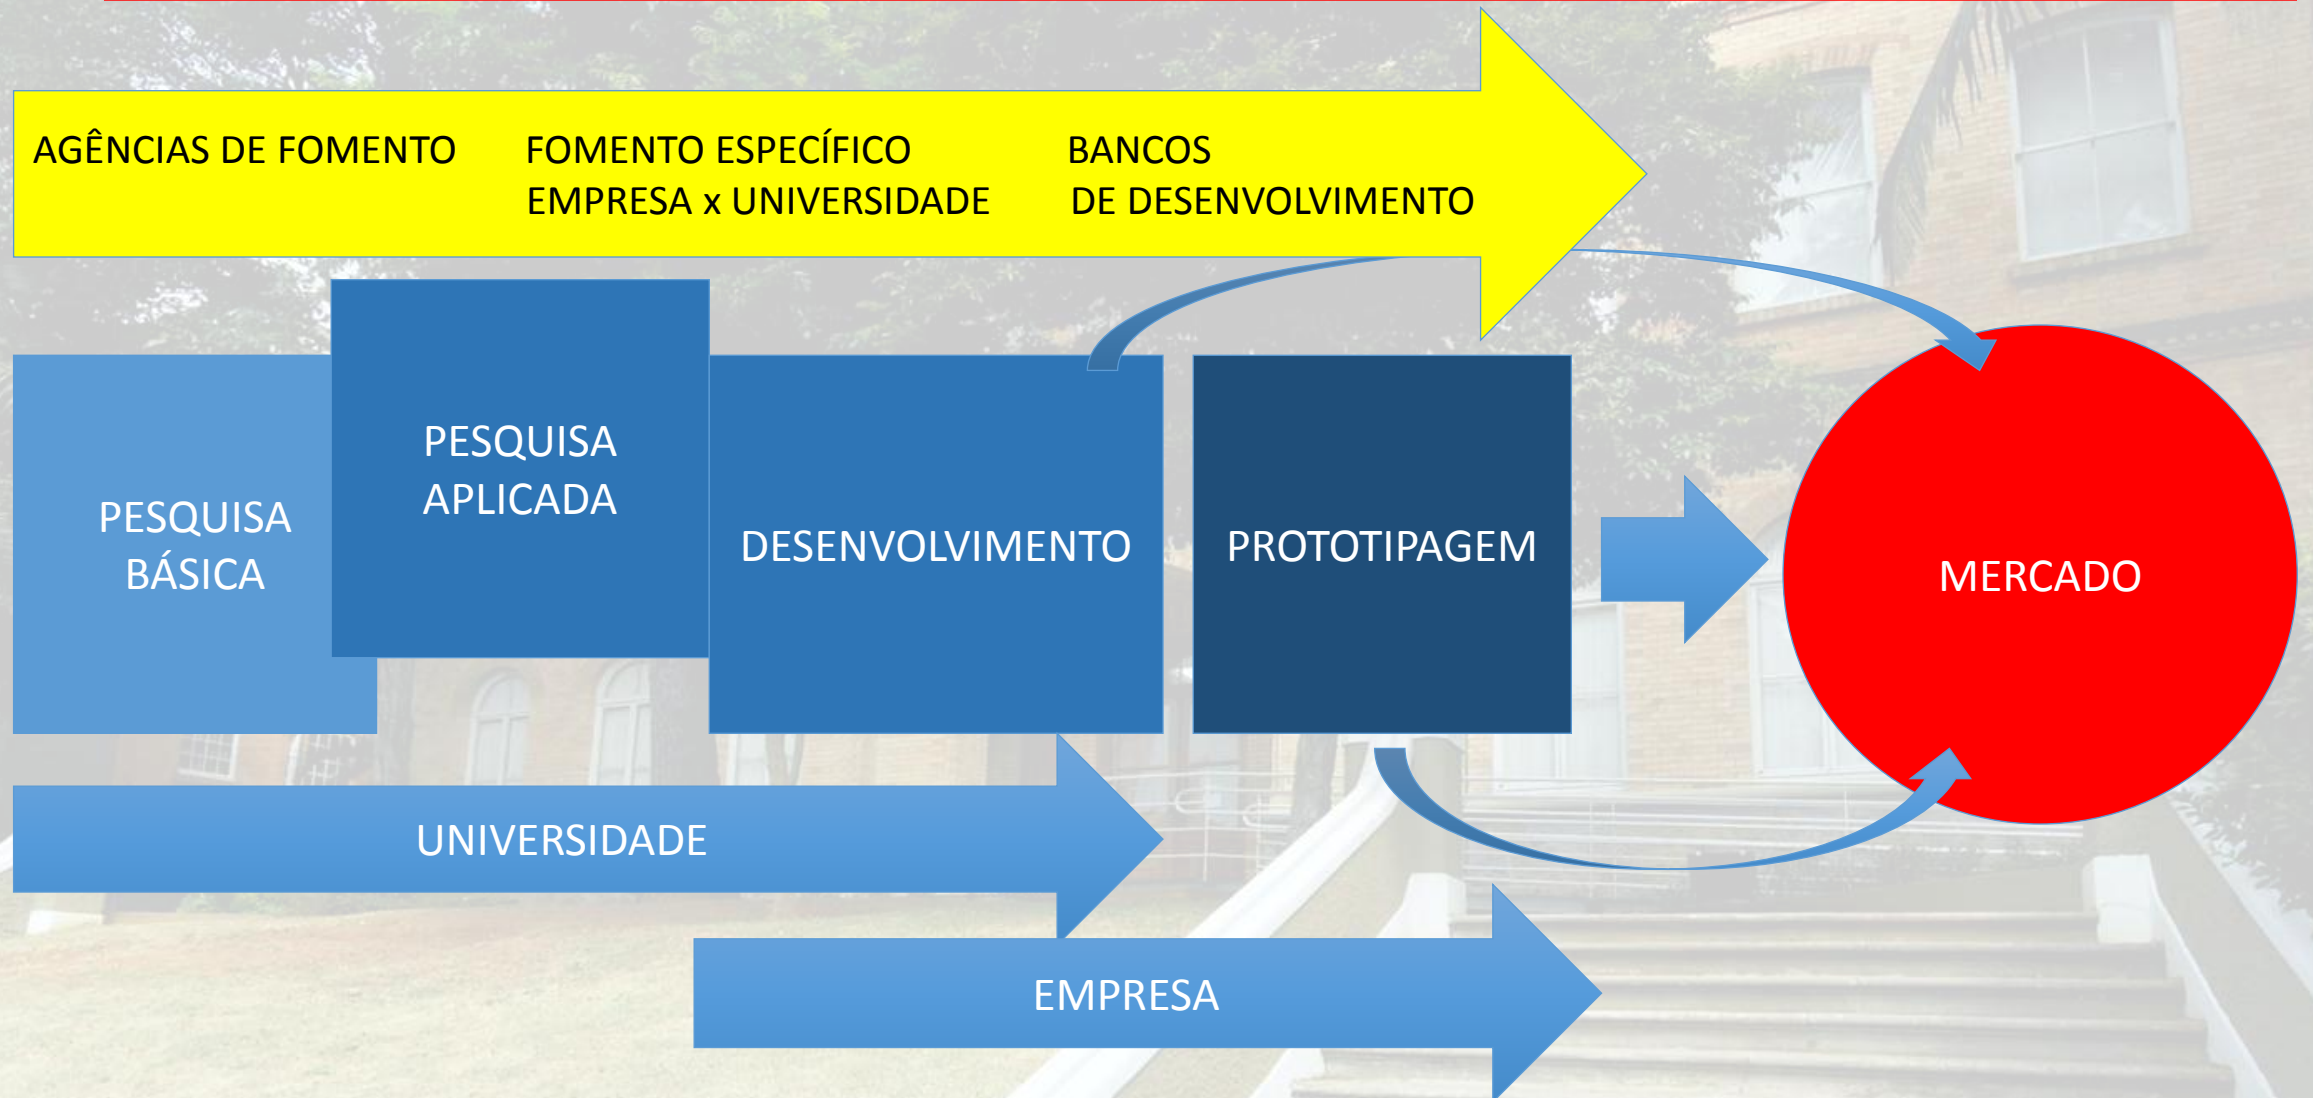 AGÊNCIAS DE FOMENTO
FOMENTO ESPECÍFICO
EMPRESA x UNIVERSIDADE
BANCOS
DE DESENVOLVIMENTO
PESQUISA
BÁSICA
PESQUISA
APLICADA
DESENVOLVIMENTO
PROTOTIPAGEM
MERCADO
UNIVERSIDADE
EMPRESA